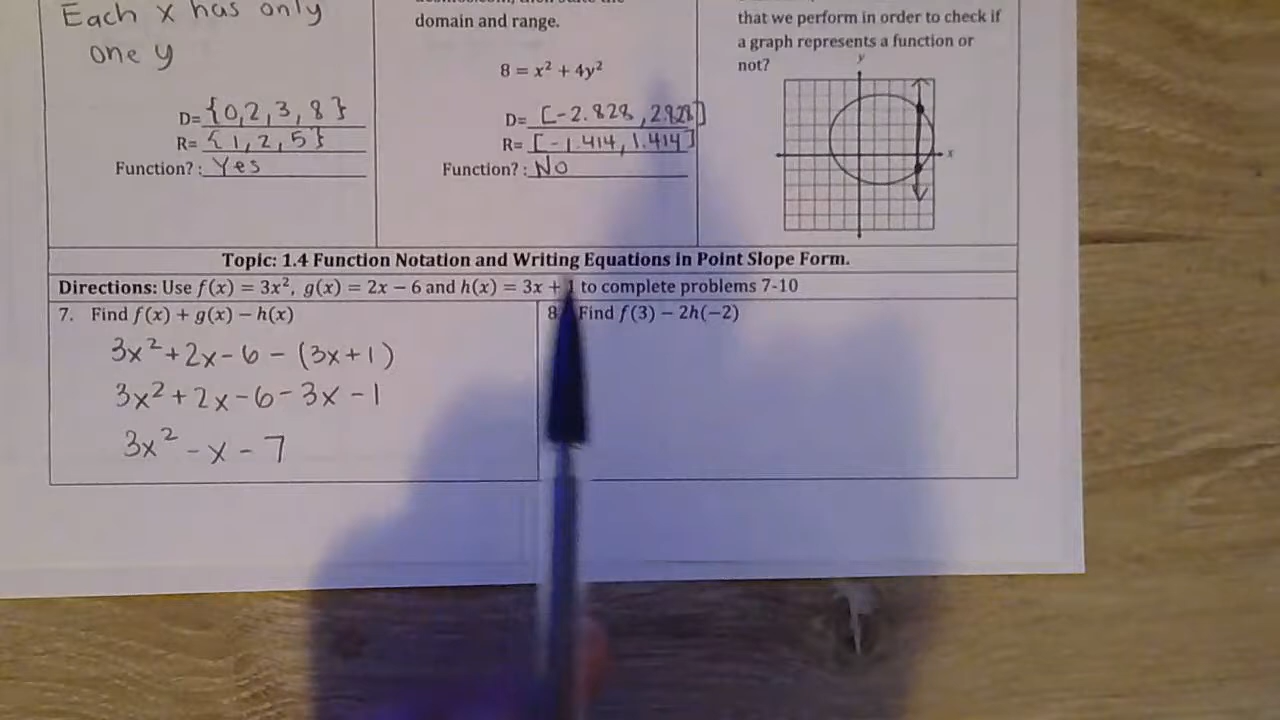 Each x has only
one y
D= {0,2,3,8}
R= {1,2,5}
Function? : Yes
domain and range.
8 = x² + 4y²
D= [-2.828, 2.828]
R= [-1.414, 1.414]
Function? : No
that we perform in order to check if
a graph represents a function or
not?
y
x
Topic: 1.4 Function Notation and Writing Equations in Point Slope Form.
Directions: Use f(x) = 3x², g(x) = 2x − 6 and h(x) = 3x + 1 to complete problems 7-10
7. Find f(x) + g(x) − h(x)
3x² + 2x - 6 - (3x + 1)
3x² + 2x - 6 - 3x - 1
3x² - x - 7
8 Find f(3) − 2h(−2)